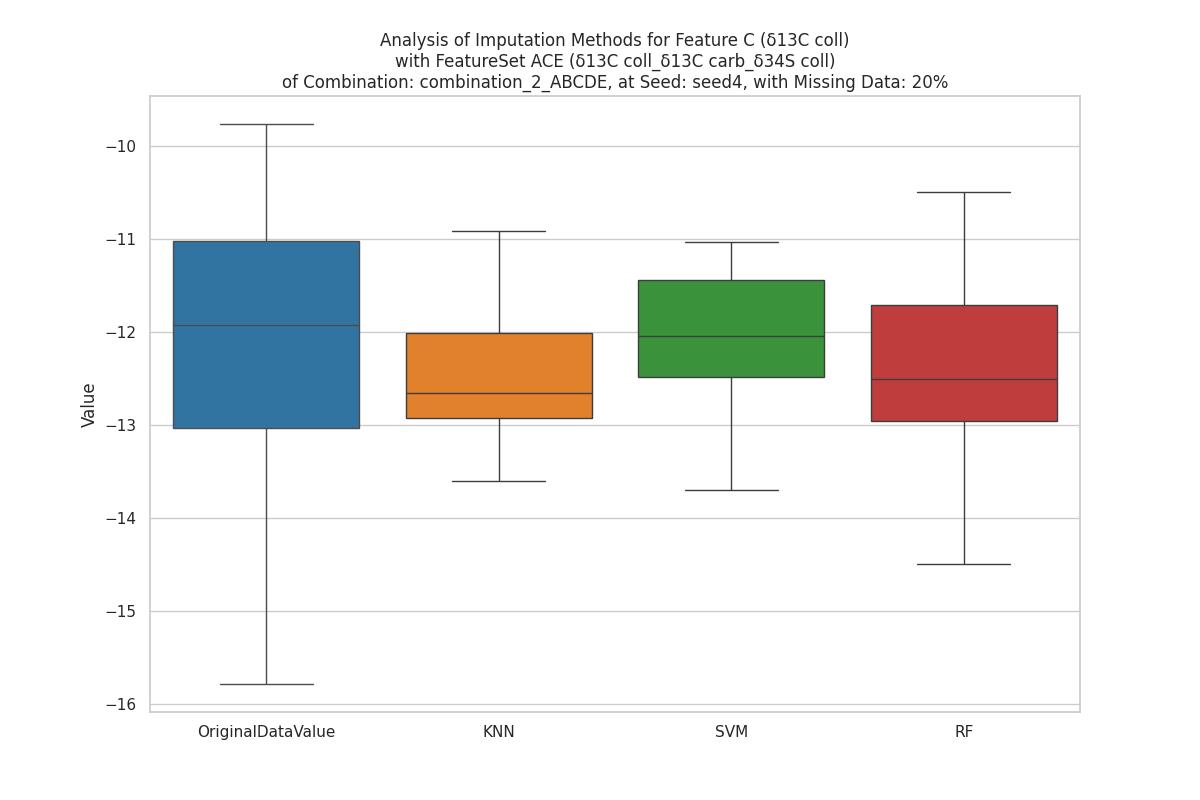 Analysis of Imputation Methods for Feature C (δ13C coll)
with FeatureSet ACE (δ13C coll_δ13C carb_δ34S coll)
of Combination: combination_2_ABCDE, at Seed: seed4, with Missing Data: 20%
Value
−10
−11
−12
−13
−14
−15
−16
OriginalDataValue
KNN
SVM
RF